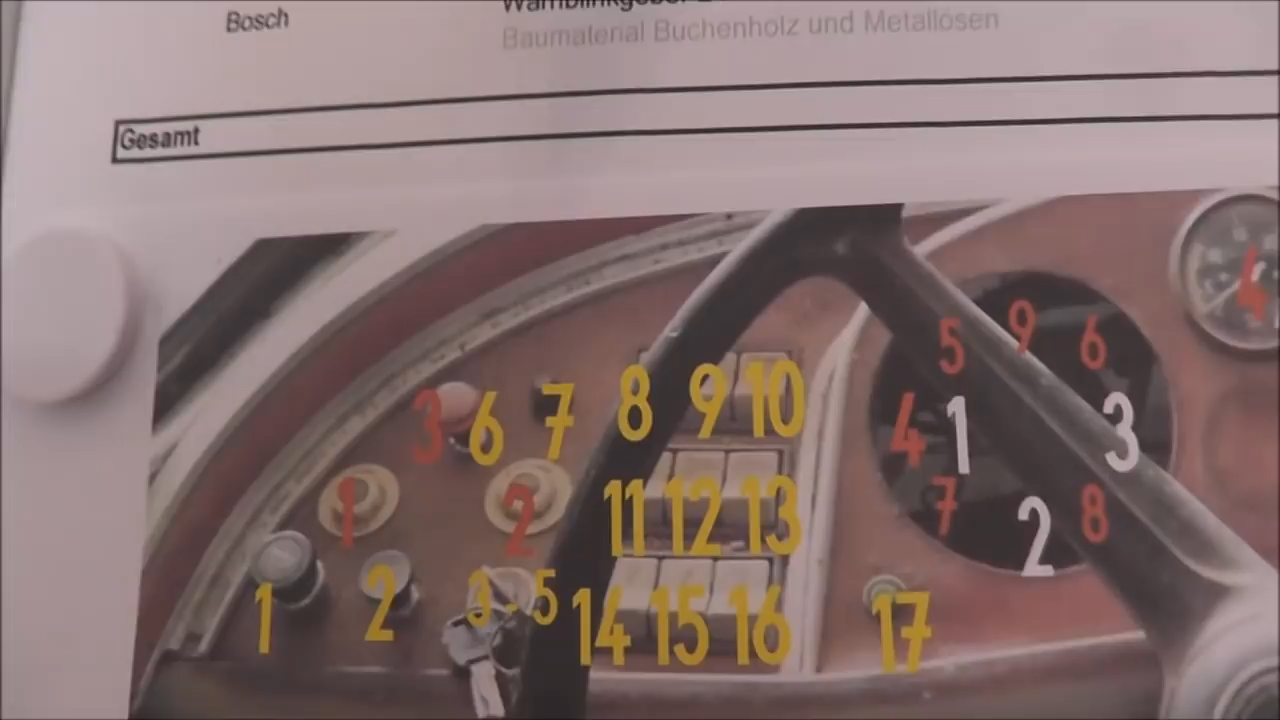 Bosch
Baumaterial Buchenholz und Metallösen
Gesamt
5 9 6
4
3 6 7 8 9 10
4 1 3
1 2 11 12 13
7 2 8
1 2 3 - 5 14 15 16 17